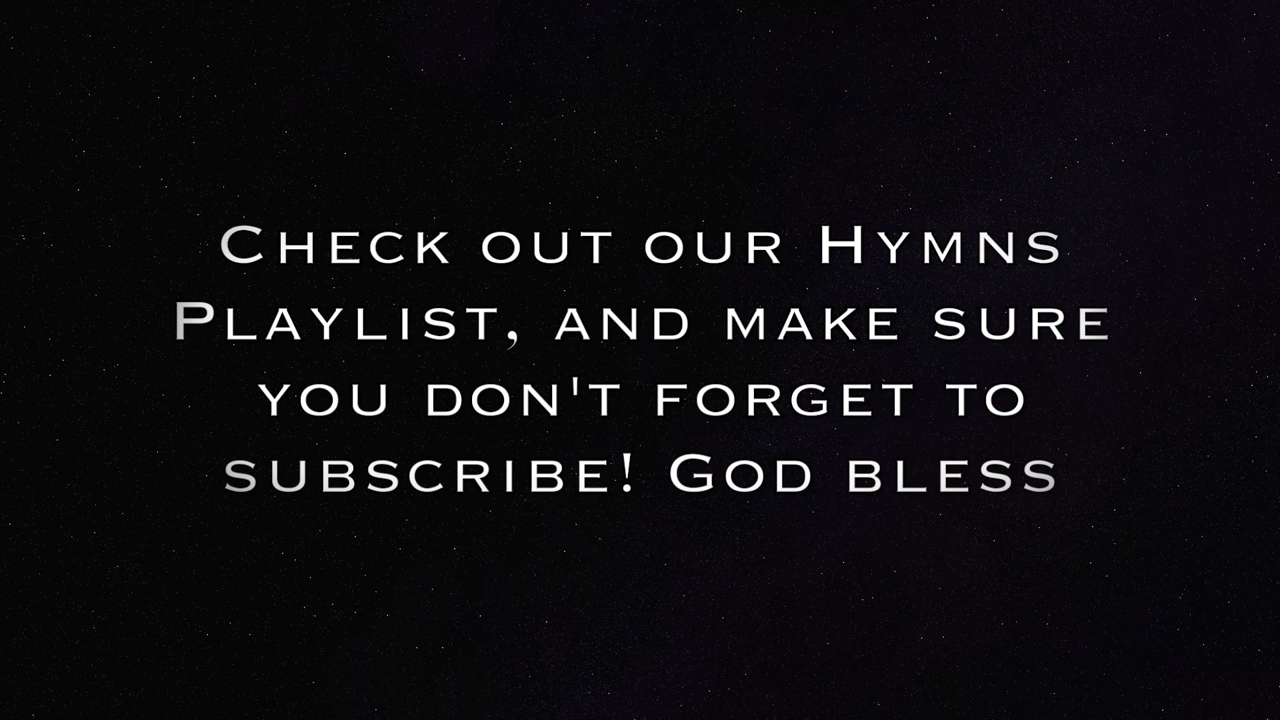 Check out our Hymns
Playlist, and make sure
you don't forget to
subscribe! God bless